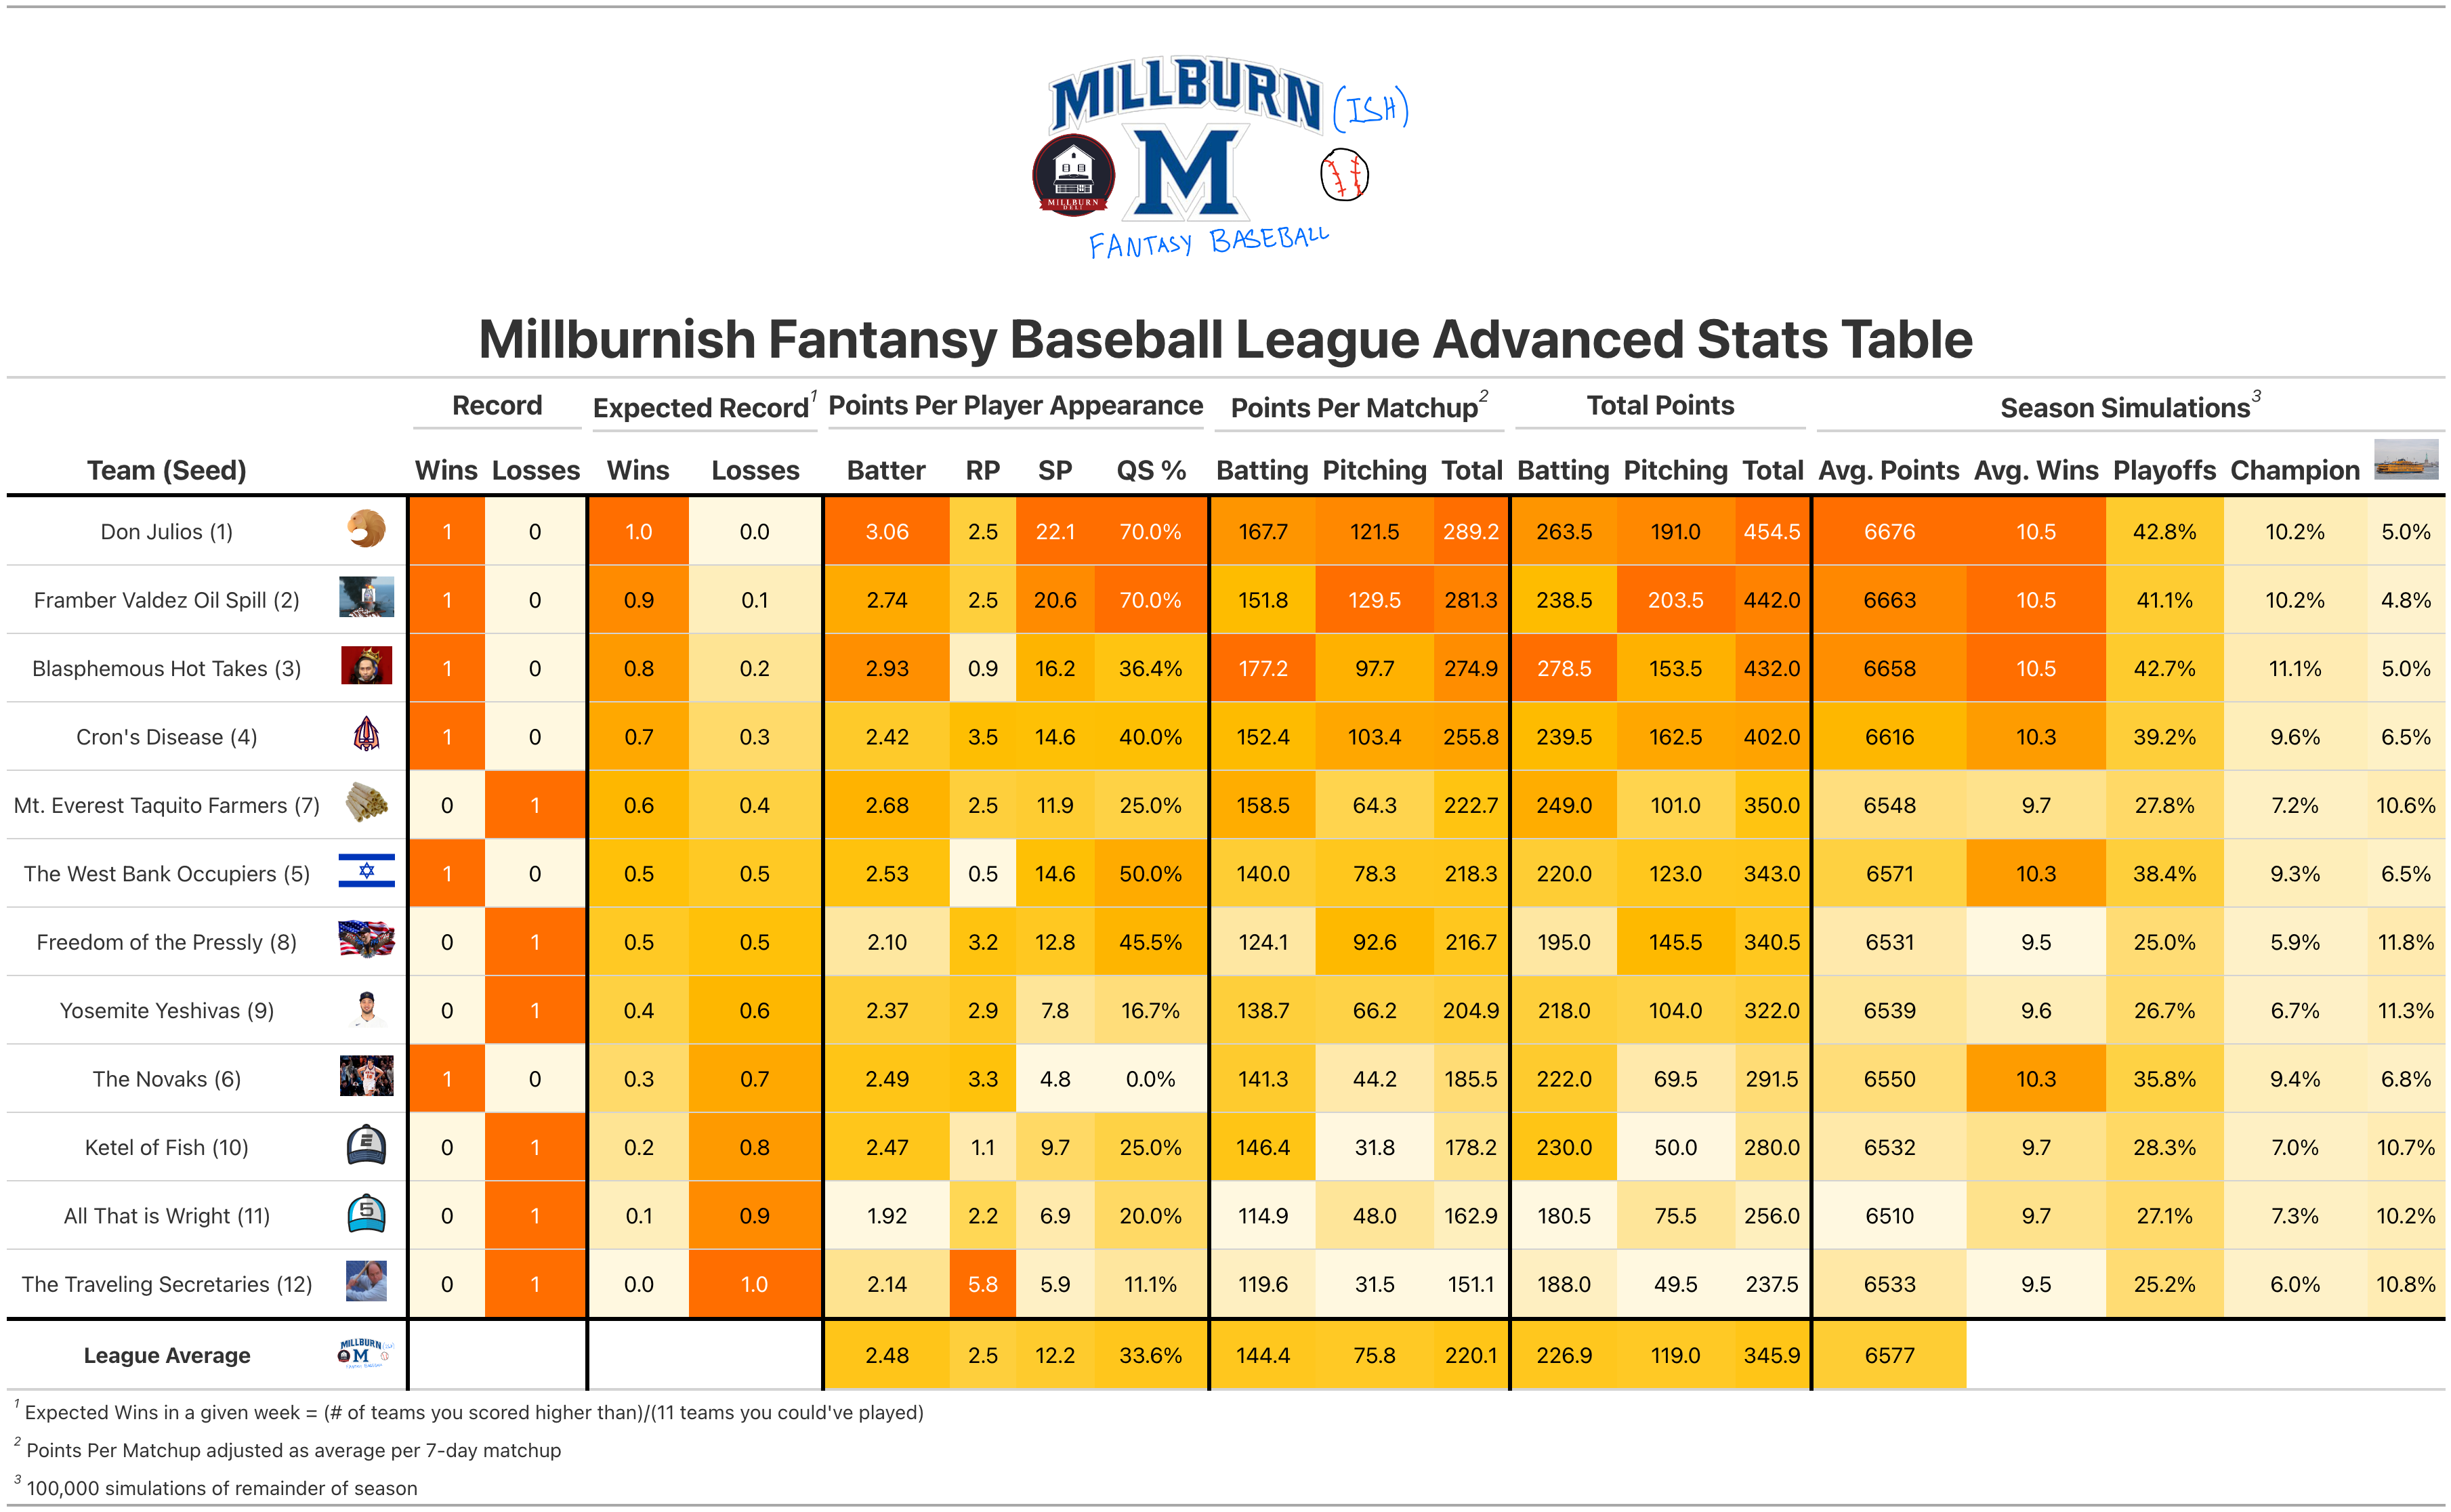 MILLBURN (ISH)
M
MILLBURN
DELI
FANTASY BASEBALL
Millburnish Fantansy Baseball League Advanced Stats Table
Record Expected Record1 Points Per Player Appearance Points Per Matchup2 Total Points Season Simulations3
Team (Seed) Wins Losses Wins Losses Batter RP SP QS % Batting Pitching Total Batting Pitching Total Avg. Points Avg. Wins Playoffs Champion
Don Julios (1) 1 0 1.0 0.0 3.06 2.5 22.1 70.0% 167.7 121.5 289.2 263.5 191.0 454.5 6676 10.5 42.8% 10.2% 5.0%
Framber Valdez Oil Spill (2) 1 0 0.9 0.1 2.74 2.5 20.6 70.0% 151.8 129.5 281.3 238.5 203.5 442.0 6663 10.5 41.1% 10.2% 4.8%
Blasphemous Hot Takes (3) 1 0 0.8 0.2 2.93 0.9 16.2 36.4% 177.2 97.7 274.9 278.5 153.5 432.0 6658 10.5 42.7% 11.1% 5.0%
Cron's Disease (4) 1 0 0.7 0.3 2.42 3.5 14.6 40.0% 152.4 103.4 255.8 239.5 162.5 402.0 6616 10.3 39.2% 9.6% 6.5%
Mt. Everest Taquito Farmers (7) 0 1 0.6 0.4 2.68 2.5 11.9 25.0% 158.5 64.3 222.7 249.0 101.0 350.0 6548 9.7 27.8% 7.2% 10.6%
The West Bank Occupiers (5) 1 0 0.5 0.5 2.53 0.5 14.6 50.0% 140.0 78.3 218.3 220.0 123.0 343.0 6571 10.3 38.4% 9.3% 6.5%
Freedom of the Pressly (8) 0 1 0.5 0.5 2.10 3.2 12.8 45.5% 124.1 92.6 216.7 195.0 145.5 340.5 6531 9.5 25.0% 5.9% 11.8%
Yosemite Yeshivas (9) 0 1 0.4 0.6 2.37 2.9 7.8 16.7% 138.7 66.2 204.9 218.0 104.0 322.0 6539 9.6 26.7% 6.7% 11.3%
The Novaks (6) 1 0 0.3 0.7 2.49 3.3 4.8 0.0% 141.3 44.2 185.5 222.0 69.5 291.5 6550 10.3 35.8% 9.4% 6.8%
Ketel of Fish (10) 0 1 0.2 0.8 2.47 1.1 9.7 25.0% 146.4 31.8 178.2 230.0 50.0 280.0 6532 9.7 28.3% 7.0% 10.7%
All That is Wright (11) 5 0 1 0.1 0.9 1.92 2.2 6.9 20.0% 114.9 48.0 162.9 180.5 75.5 256.0 6510 9.7 27.1% 7.3% 10.2%
The Traveling Secretaries (12) 0 1 0.0 1.0 2.14 5.8 5.9 11.1% 119.6 31.5 151.1 188.0 49.5 237.5 6533 9.5 25.2% 6.0% 10.8%
League Average MILLBURN M 2.48 2.5 12.2 33.6% 144.4 75.8 220.1 226.9 119.0 345.9 6577
1 Expected Wins in a given week = (# of teams you scored higher than)/(11 teams you could've played)
2 Points Per Matchup adjusted as average per 7-day matchup
3 100,000 simulations of remainder of season